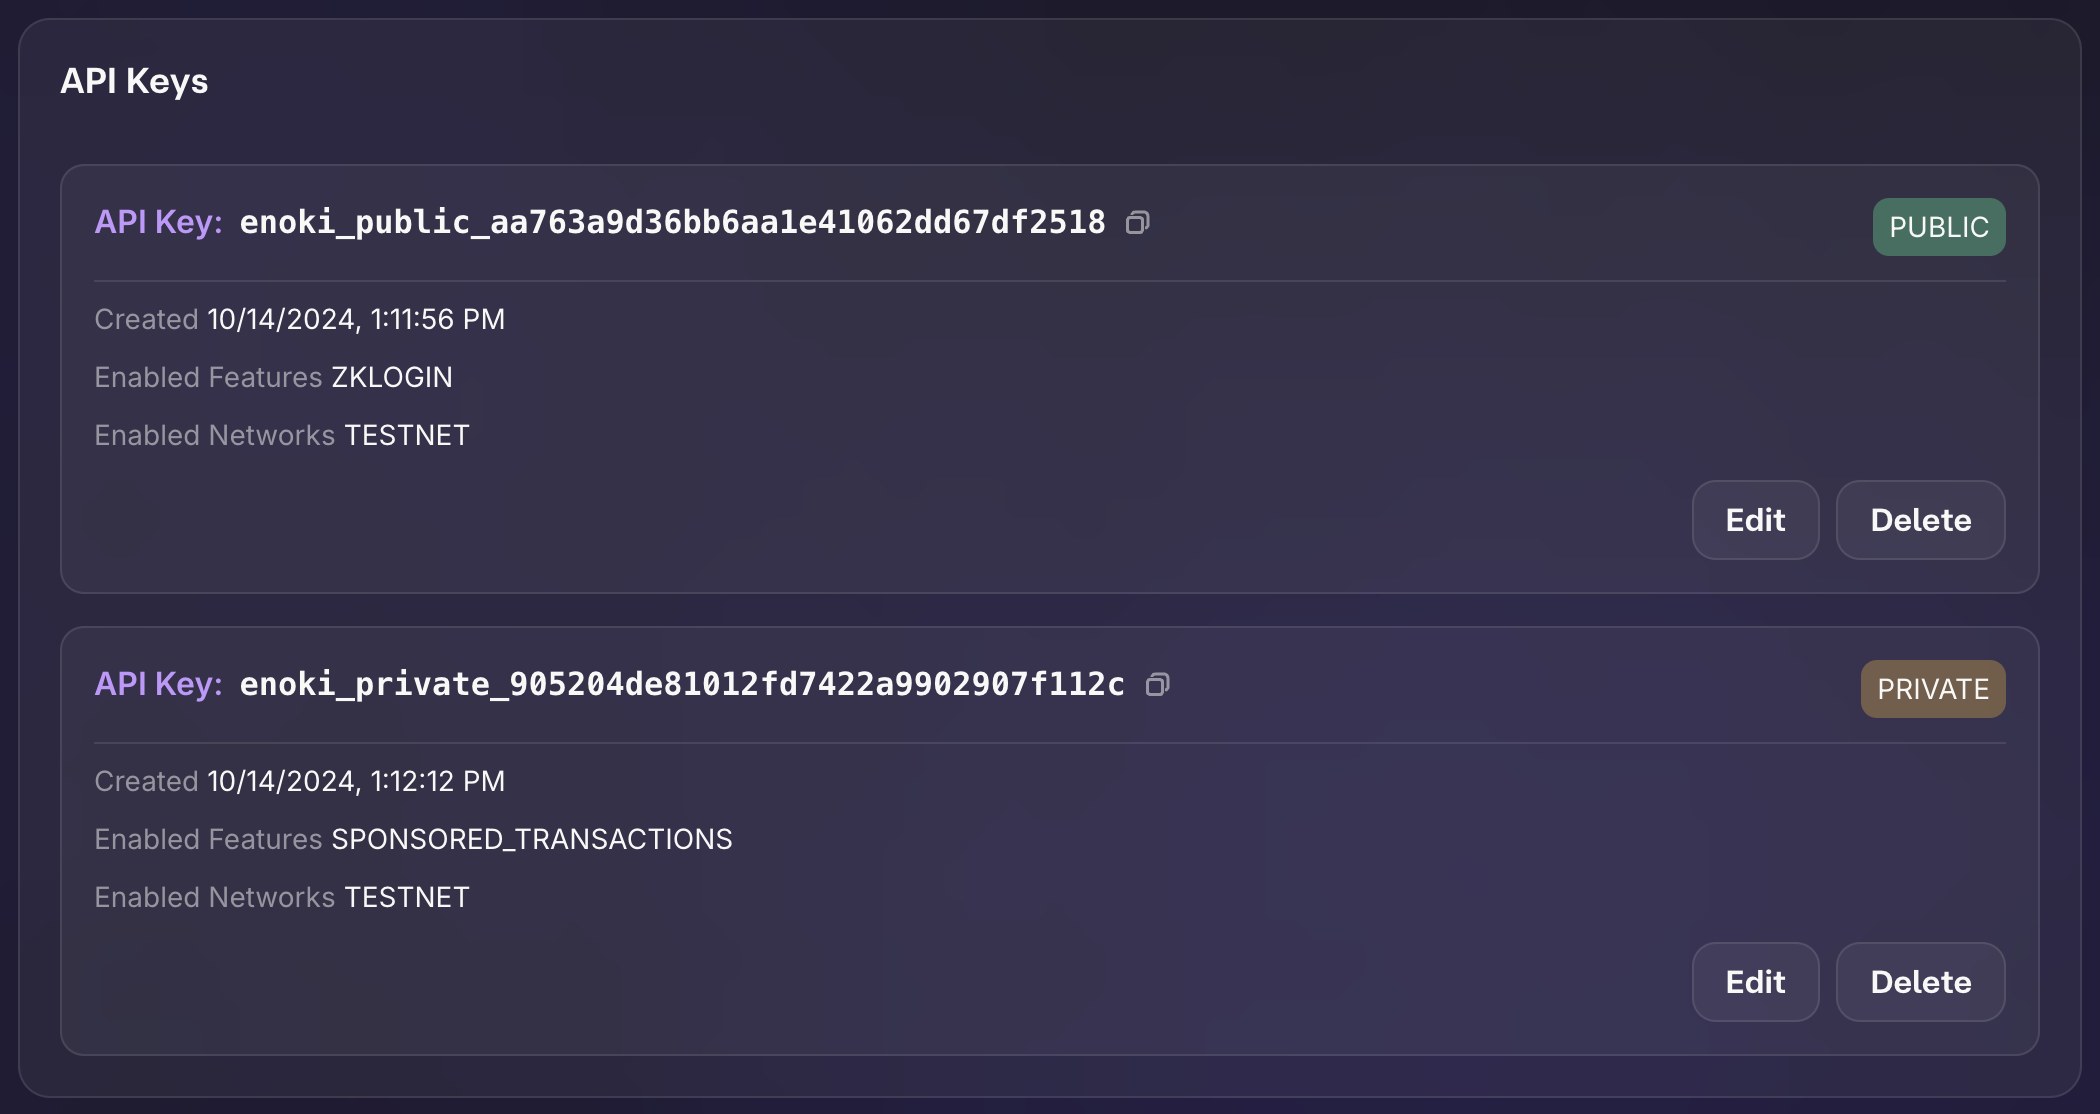 API Keys
API Key: enoki_public_aa763a9d36bb6aa1e41062dd67df2518
PUBLIC
Created 10/14/2024, 1:11:56 PM
Enabled Features ZKLOGIN
Enabled Networks TESTNET
Edit Delete
API Key: enoki_private_905204de81012fd7422a9902907f112c
PRIVATE
Created 10/14/2024, 1:12:12 PM
Enabled Features SPONSORED_TRANSACTIONS
Enabled Networks TESTNET
Edit Delete